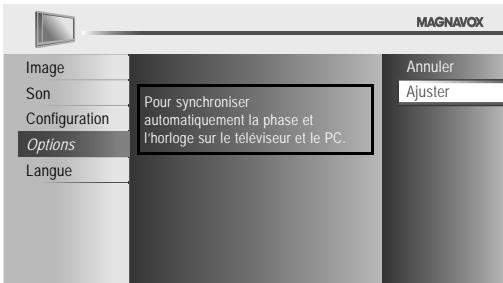 MAGNAVOX
Image
Son
Configuration
Options
Langue
Pour synchroniser
automatiquement la phase et
l'horloge sur le téléviseur et le PC.
Annuler
Ajuster